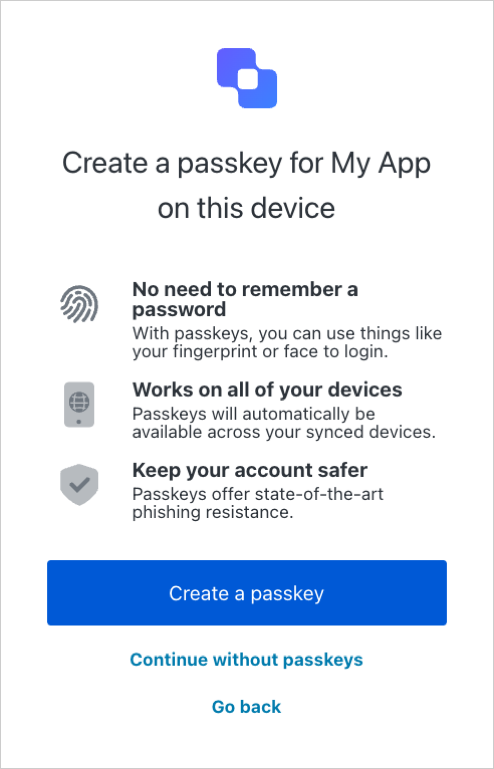 Create a passkey for My App
on this device
No need to remember a
password
With passkeys, you can use things like
your fingerprint or face to login.
Works on all of your devices
Passkeys will automatically be
available across your synced devices.
Keep your account safer
Passkeys offer state-of-the-art
phishing resistance.
Create a passkey
Continue without passkeys
Go back